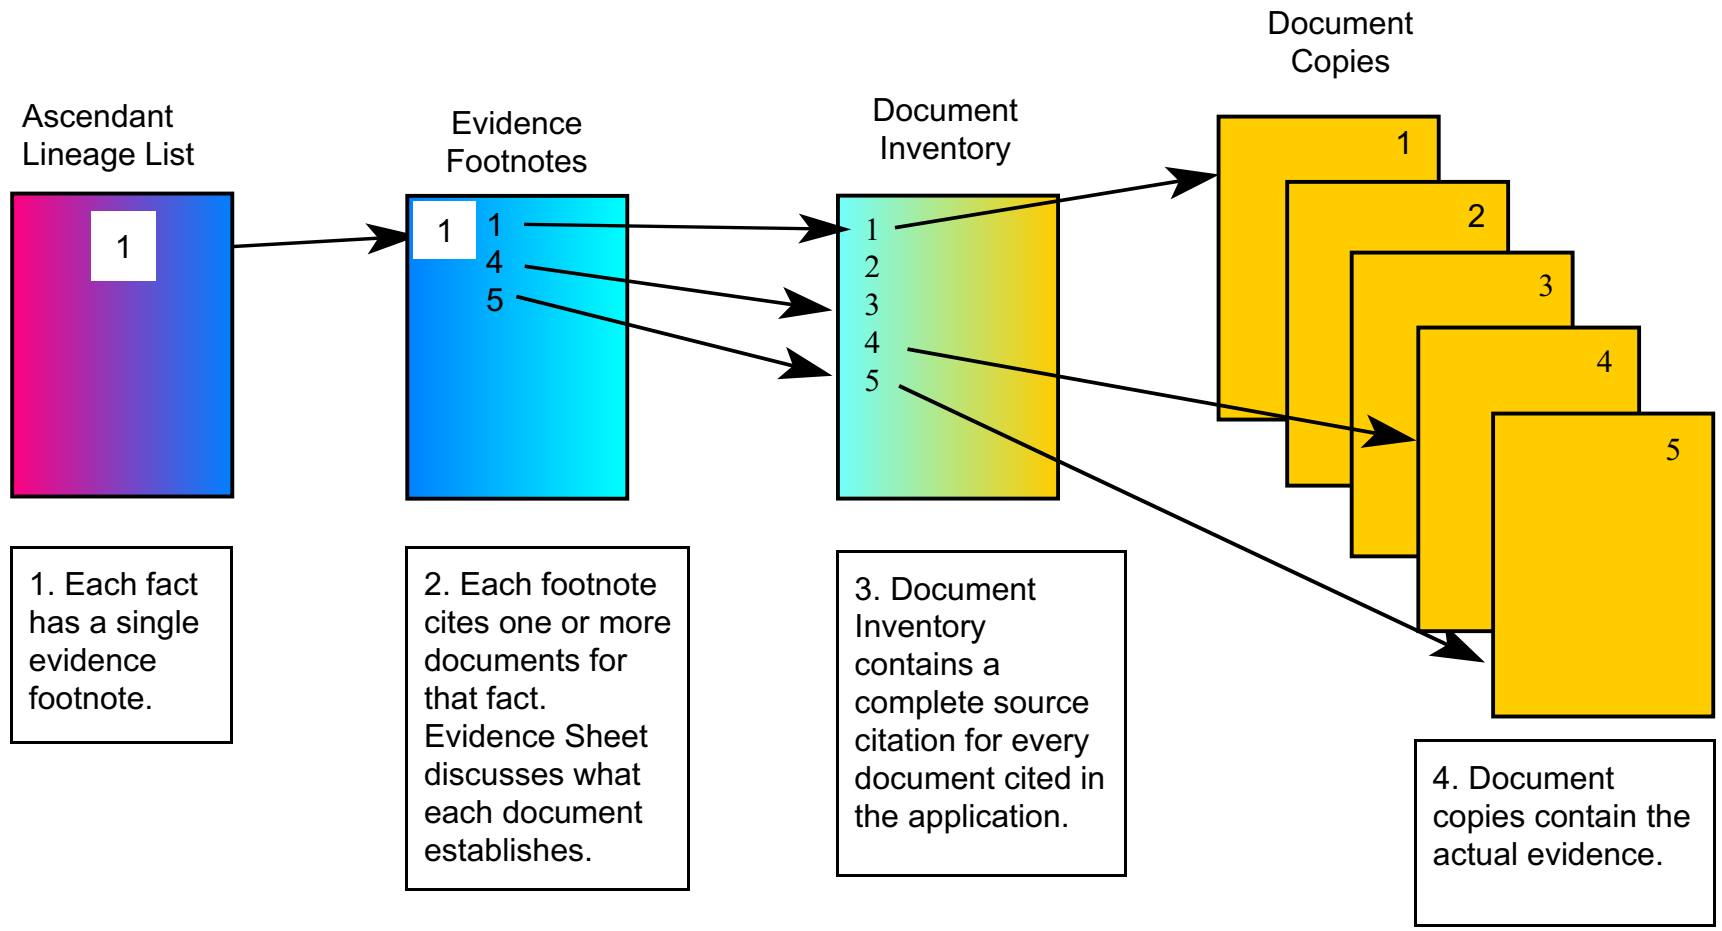 Ascendant
Lineage List
1
Evidence
Footnotes
1
1
4
5
Document
Inventory
1
2
3
4
5
Document
Copies
1
2
3
4
5
1. Each fact
has a single
evidence
footnote.
2. Each footnote
cites one or more
documents for
that fact.
Evidence Sheet
discusses what
each document
establishes.
3. Document
Inventory
contains a
complete source
citation for every
document cited in
the application.
4. Document
copies contain the
actual evidence.